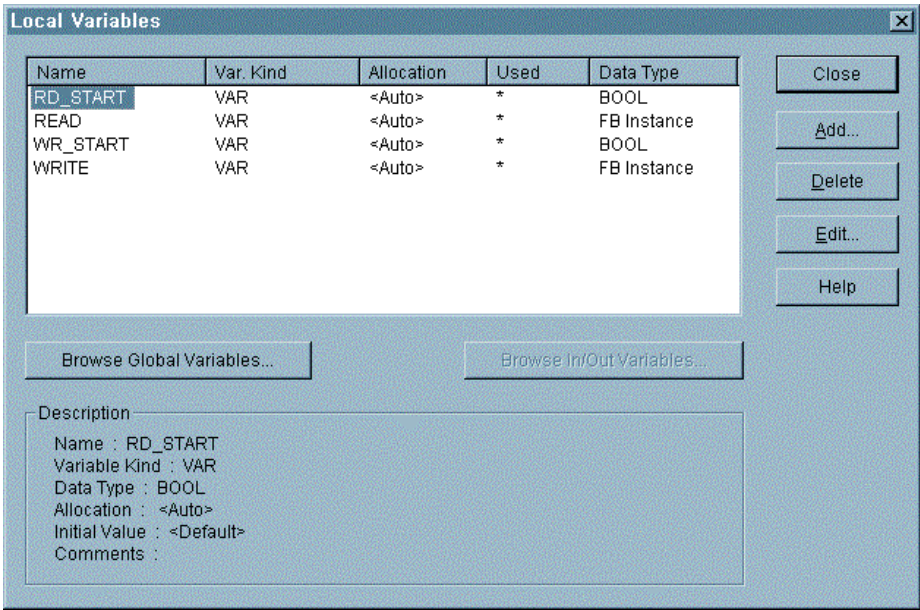 Local Variables
Name Var. Kind Allocation Used Data Type
RD_START VAR <Auto> * BOOL
READ VAR <Auto> * FB Instance
WR_START VAR <Auto> * BOOL
WRITE VAR <Auto> * FB Instance
Close
Add...
Delete
Edit...
Help
Browse Global Variables... Browse In/Out Variables...
Description
Name : RD_START
Variable Kind : VAR
Data Type : BOOL
Allocation : <Auto>
Initial Value : <Default>
Comments :